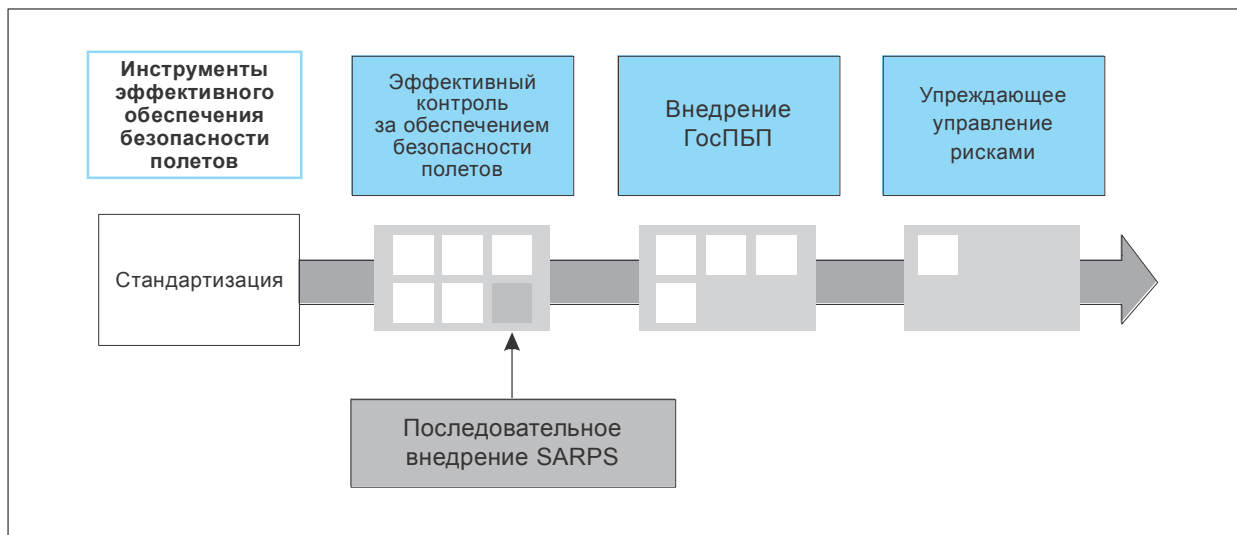 Инструменты
эффективного
обеспечения
безопасности
полетов
Эффективный
контроль
за обеспечением
безопасности
полетов
Внедрение
ГосПБП
Упреждающее
управление
рисками
Стандартизация
Последовательное
внедрение SARPS